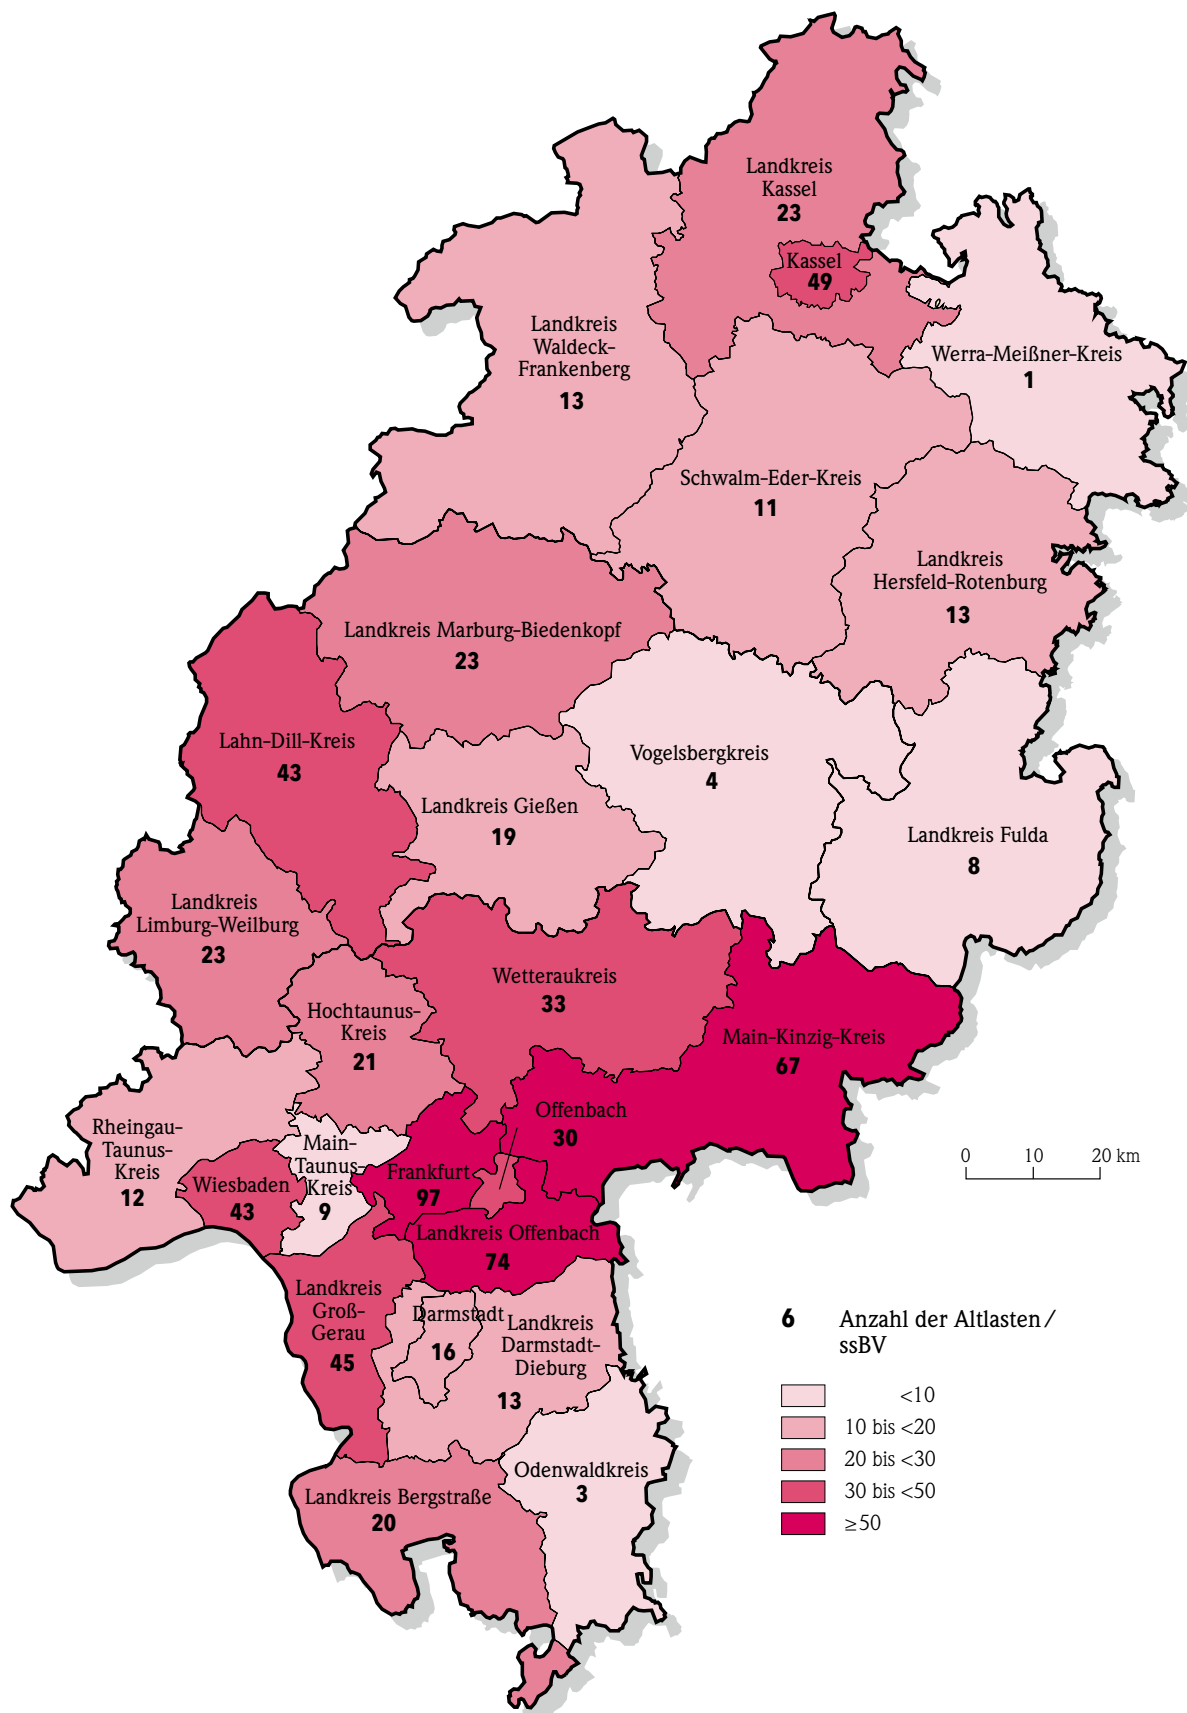 Landkreis
Kassel
23
Kassel
49
Landkreis
Waldeck-
Frankenberg
13
Werra-Meißner-Kreis
1
Schwalm-Eder-Kreis
11
Landkreis
Hersfeld-Rotenburg
13
Landkreis Marburg-Biedenkopf
23
Lahn-Dill-Kreis
43
Vogelsbergkreis
4
Landkreis Gießen
19
Landkreis Fulda
8
Landkreis
Limburg-Weilburg
23
Wetteraukreis
33
Hochtaunus-
Kreis
21
Main-Kinzig-Kreis
67
Offenbach
30
Rheingau-
Taunus-
Kreis
12
Main-
Taunus-
Kreis
9
Wiesbaden
43
Frankfurt
97
Landkreis Offenbach
74
Landkreis
Groß-
Gerau
45
Darmstadt
16
Landkreis
Darmstadt-
Dieburg
13
Odenwaldkreis
3
Landkreis Bergstraße
20
0 10 20 km
6 Anzahl der Altlasten /
ssBV
<10
10 bis <20
20 bis <30
30 bis <50
≥50